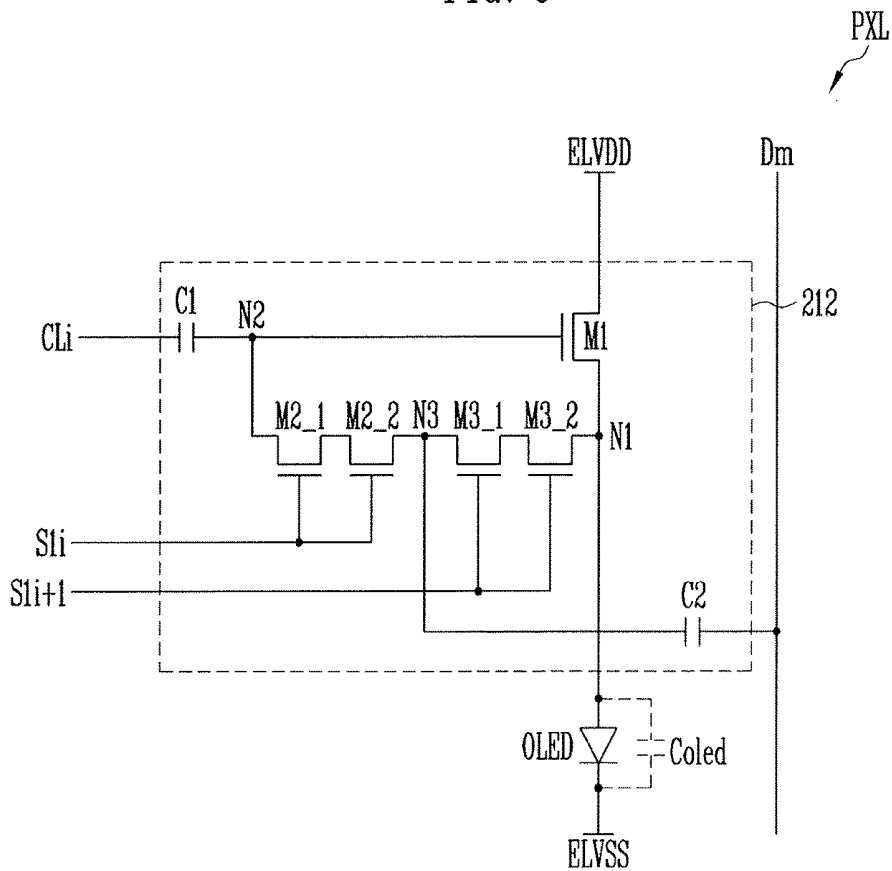 PXL
ELVDD
Dm
212
C1
N2
CLi
M1
M2_1
M2_2
N3
M3_1
M3_2
N1
S1i
S1i+1
C2
OLED
Coled
ELVSS